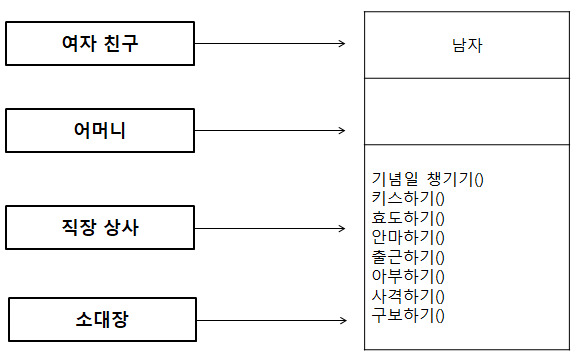 여자 친구
어머니
직장 상사
소대장
남자
기념일 챙기기()
키스하기()
효도하기()
안마하기()
출근하기()
아부하기()
사격하기()
구보하기()